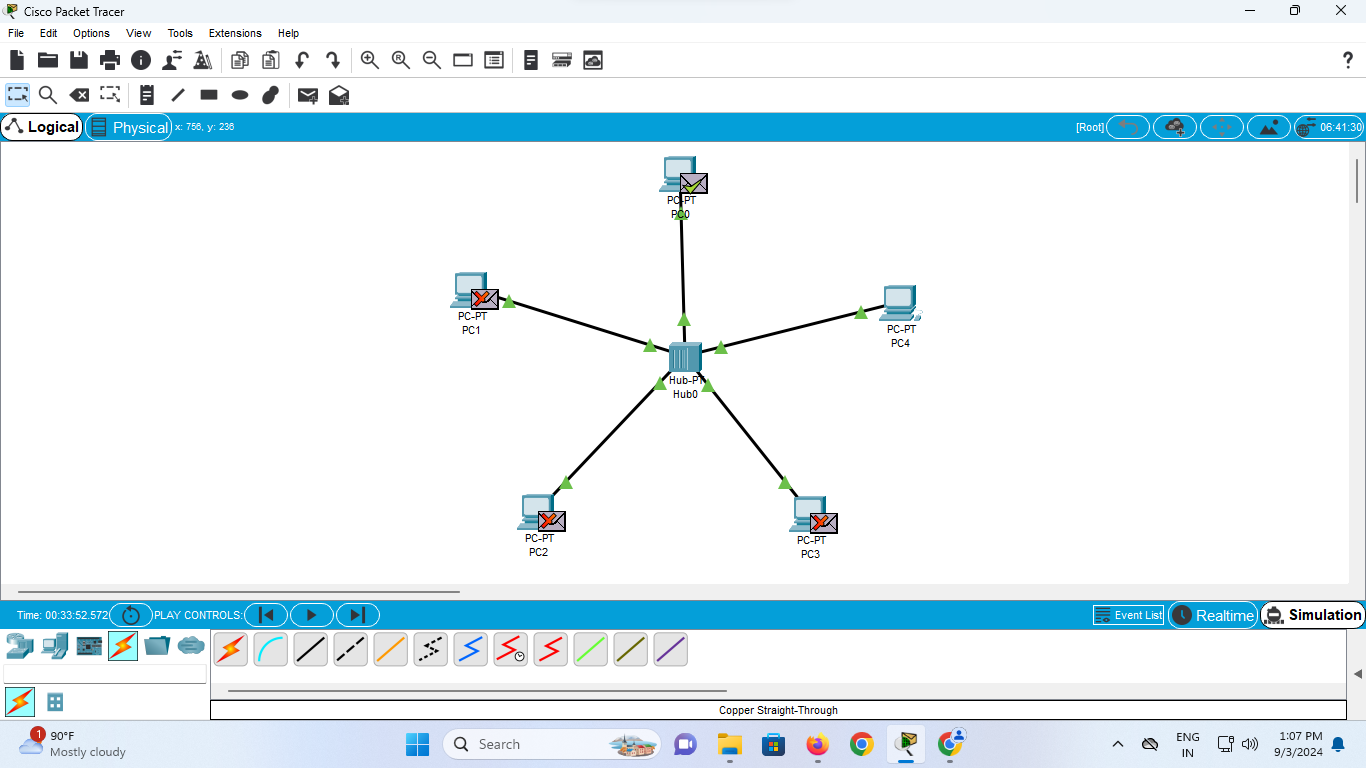 Cisco Packet Tracer
File Edit Options View Tools Extensions Help
Logical Physical x: 756, y: 236 [Root] 06:41:30
PC-PT
PC0
PC-PT
PC1
PC-PT
PC4
Hub-PT
Hub0
PC-PT
PC2
PC-PT
PC3
Time: 00:33:52.572 PLAY CONTROLS: Event List Realtime Simulation
Copper Straight-Through
1 90°F
Mostly cloudy
Search
ENG
IN
1:07 PM
9/3/2024